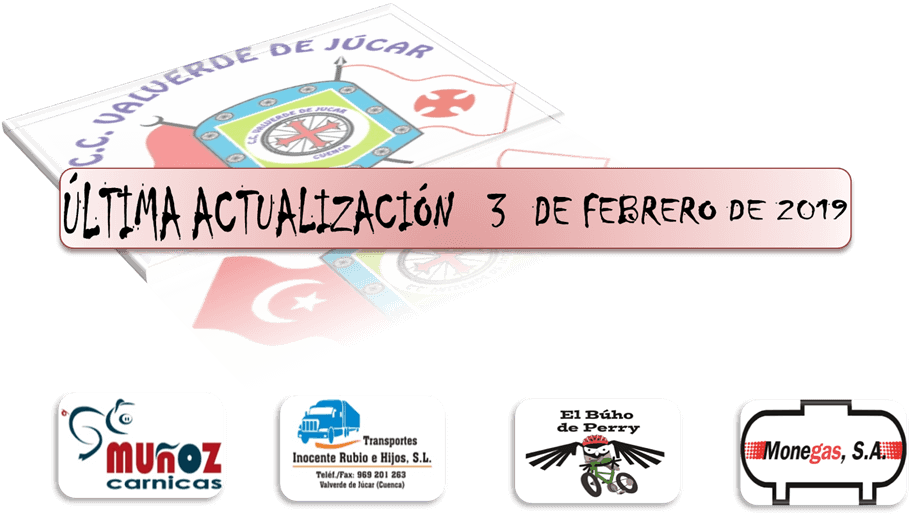 C.C. VALVERDE DE JÚCAR
C.C. VALVERDE DE JUCAR
CUENCA
ÚLTIMA ACTUALIZACIÓN 3 DE FEBRERO DE 2019
MUÑOZ
carnicas
Transportes
Inocente Rubio e Hijos, S.L.
Teléf./Fax: 969 201 263
Valverde de Júcar (Cuenca)
El Búho
de Perry
Monegas, S.A.